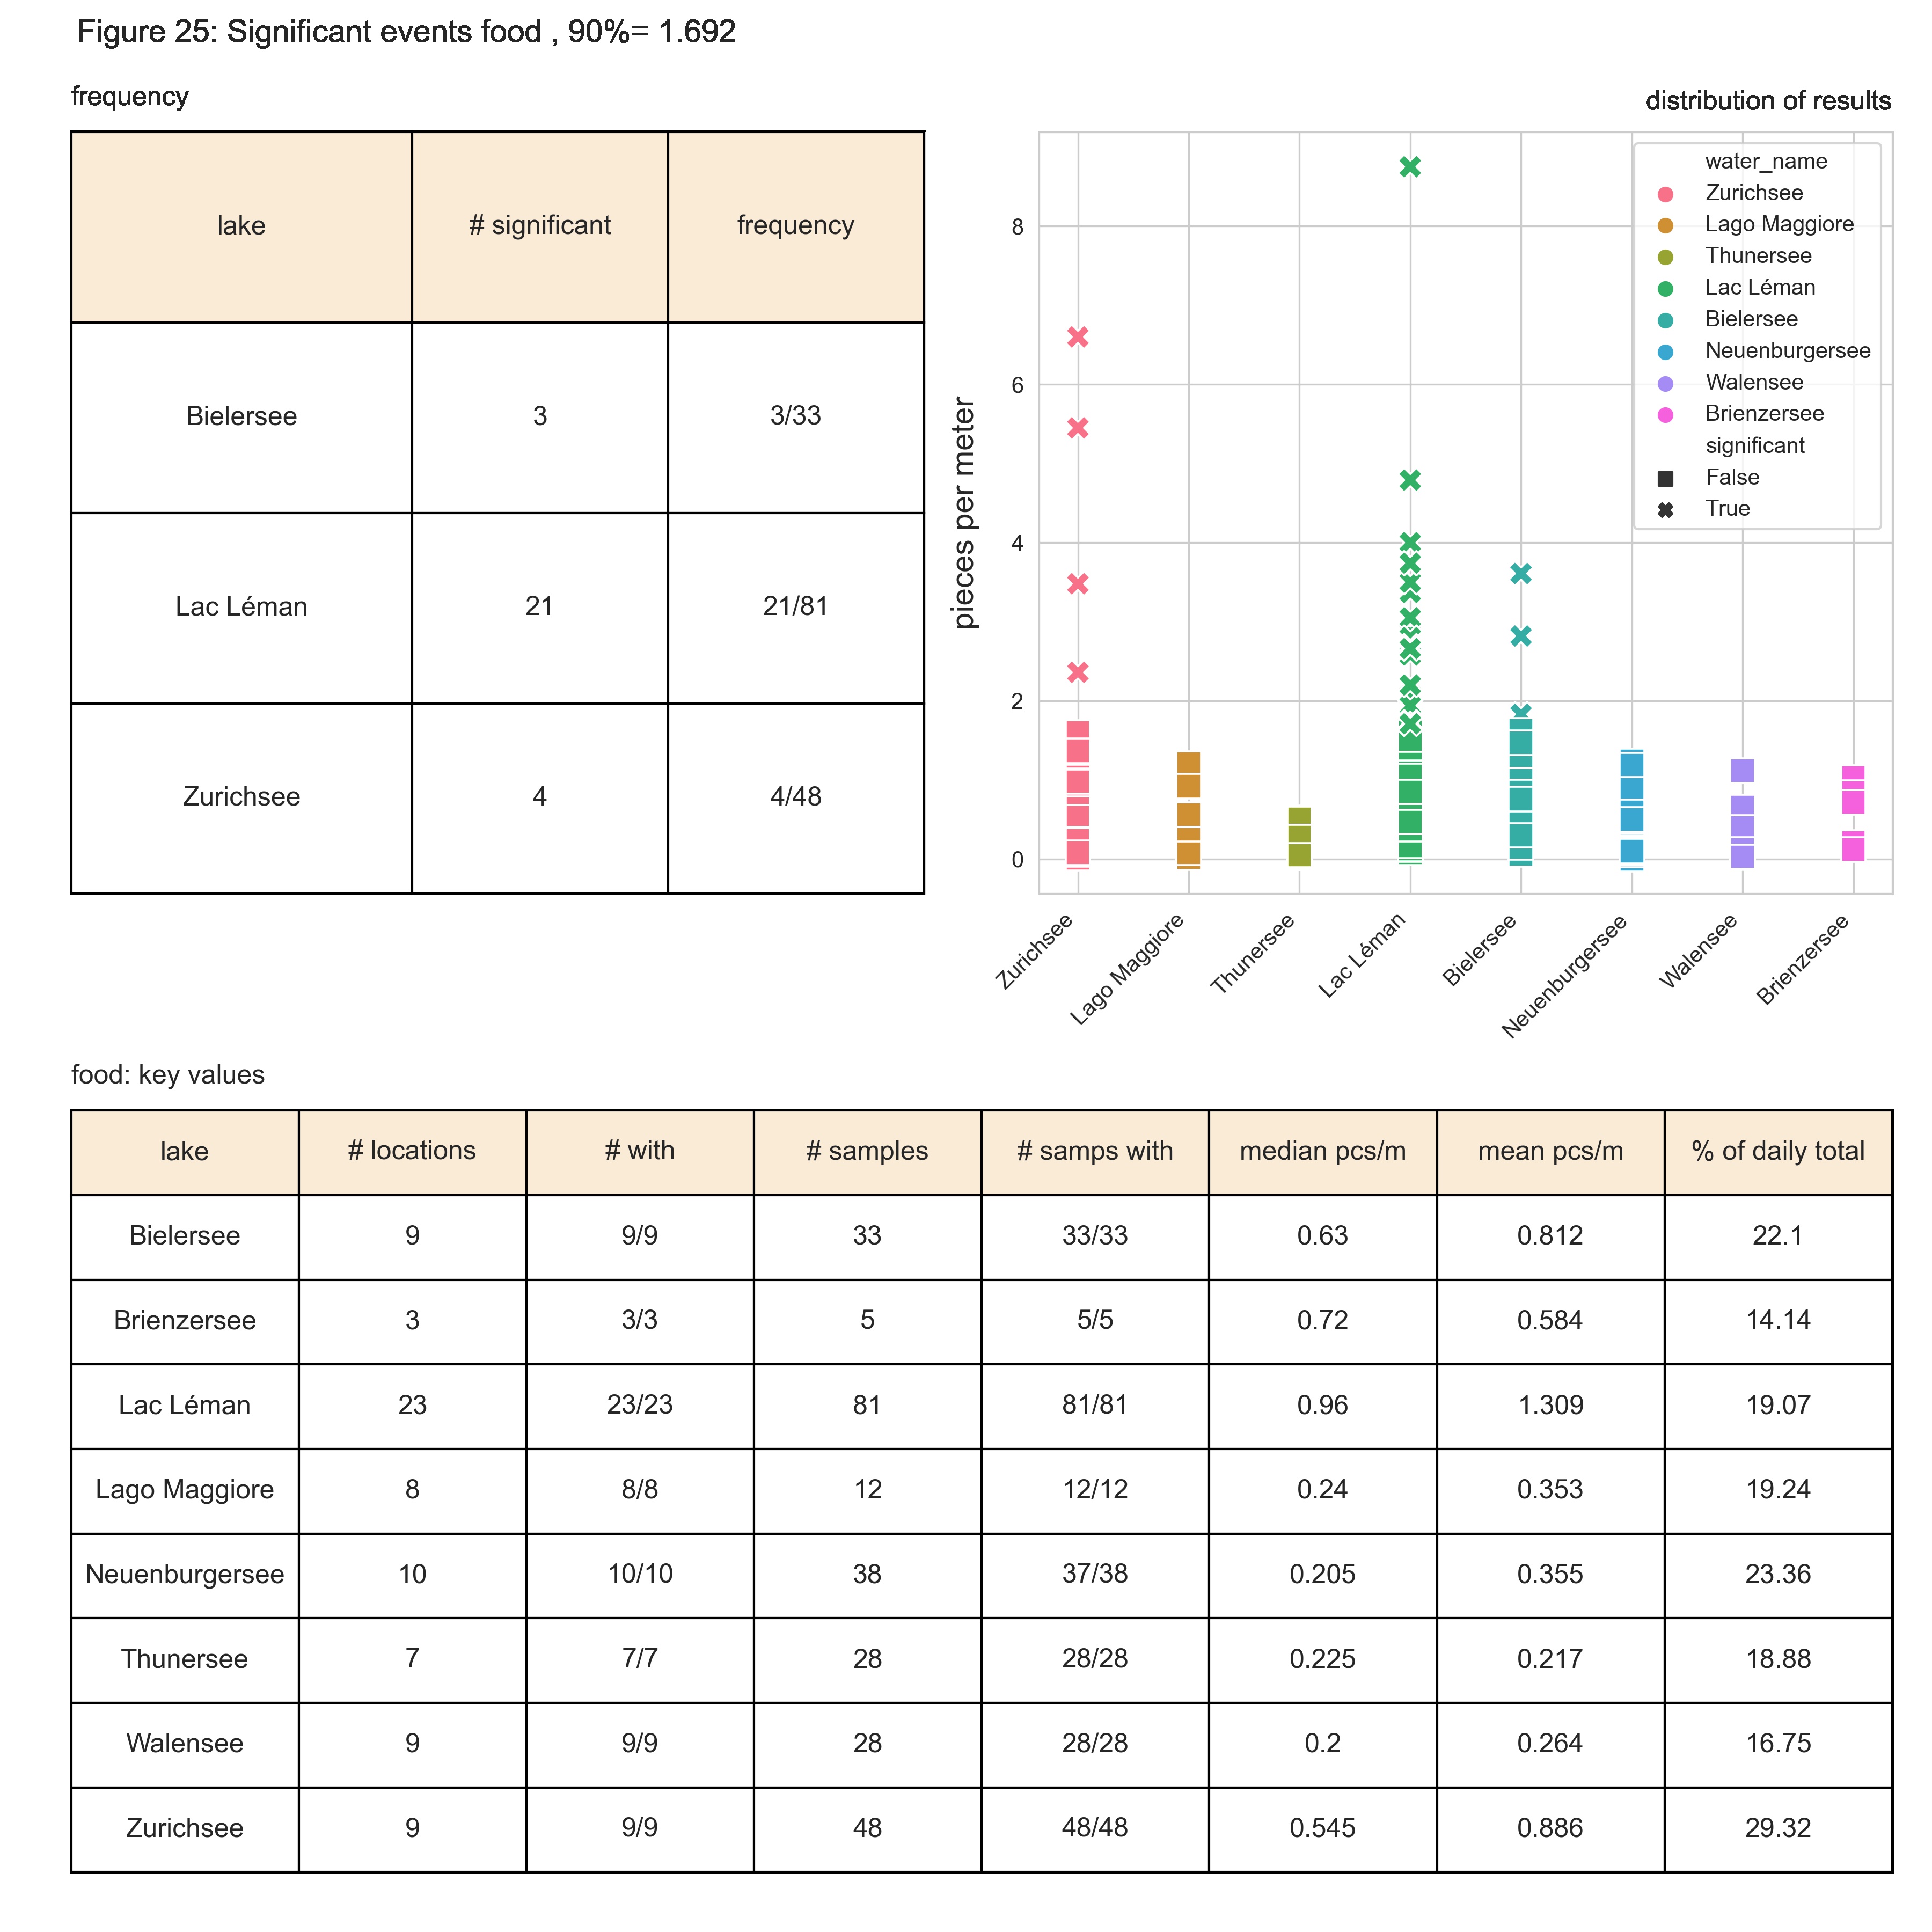 Figure 25: Significant events food , 90%= 1.692
frequency
lake # significant frequency
Bielersee 3 3/33
Lac Léman 21 21/81
Zurichsee 4 4/48
distribution of results
pieces per meter
8
6
4
2
0
water_name
Zurichsee
Lago Maggiore
Thunersee
Lac Léman
Bielersee
Neuenburgersee
Walensee
Brienzersee
significant
False
True
Zurichsee
Lago Maggiore
Thunersee
Lac Léman
Bielersee
Neuenburgersee
Walensee
Brienzersee
food: key values
lake # locations # with # samples # samps with median pcs/m mean pcs/m % of daily total
Bielersee 9 9/9 33 33/33 0.63 0.812 22.1
Brienzersee 3 3/3 5 5/5 0.72 0.584 14.14
Lac Léman 23 23/23 81 81/81 0.96 1.309 19.07
Lago Maggiore 8 8/8 12 12/12 0.24 0.353 19.24
Neuenburgersee 10 10/10 38 37/38 0.205 0.355 23.36
Thunersee 7 7/7 28 28/28 0.225 0.217 18.88
Walensee 9 9/9 28 28/28 0.2 0.264 16.75
Zurichsee 9 9/9 48 48/48 0.545 0.886 29.32